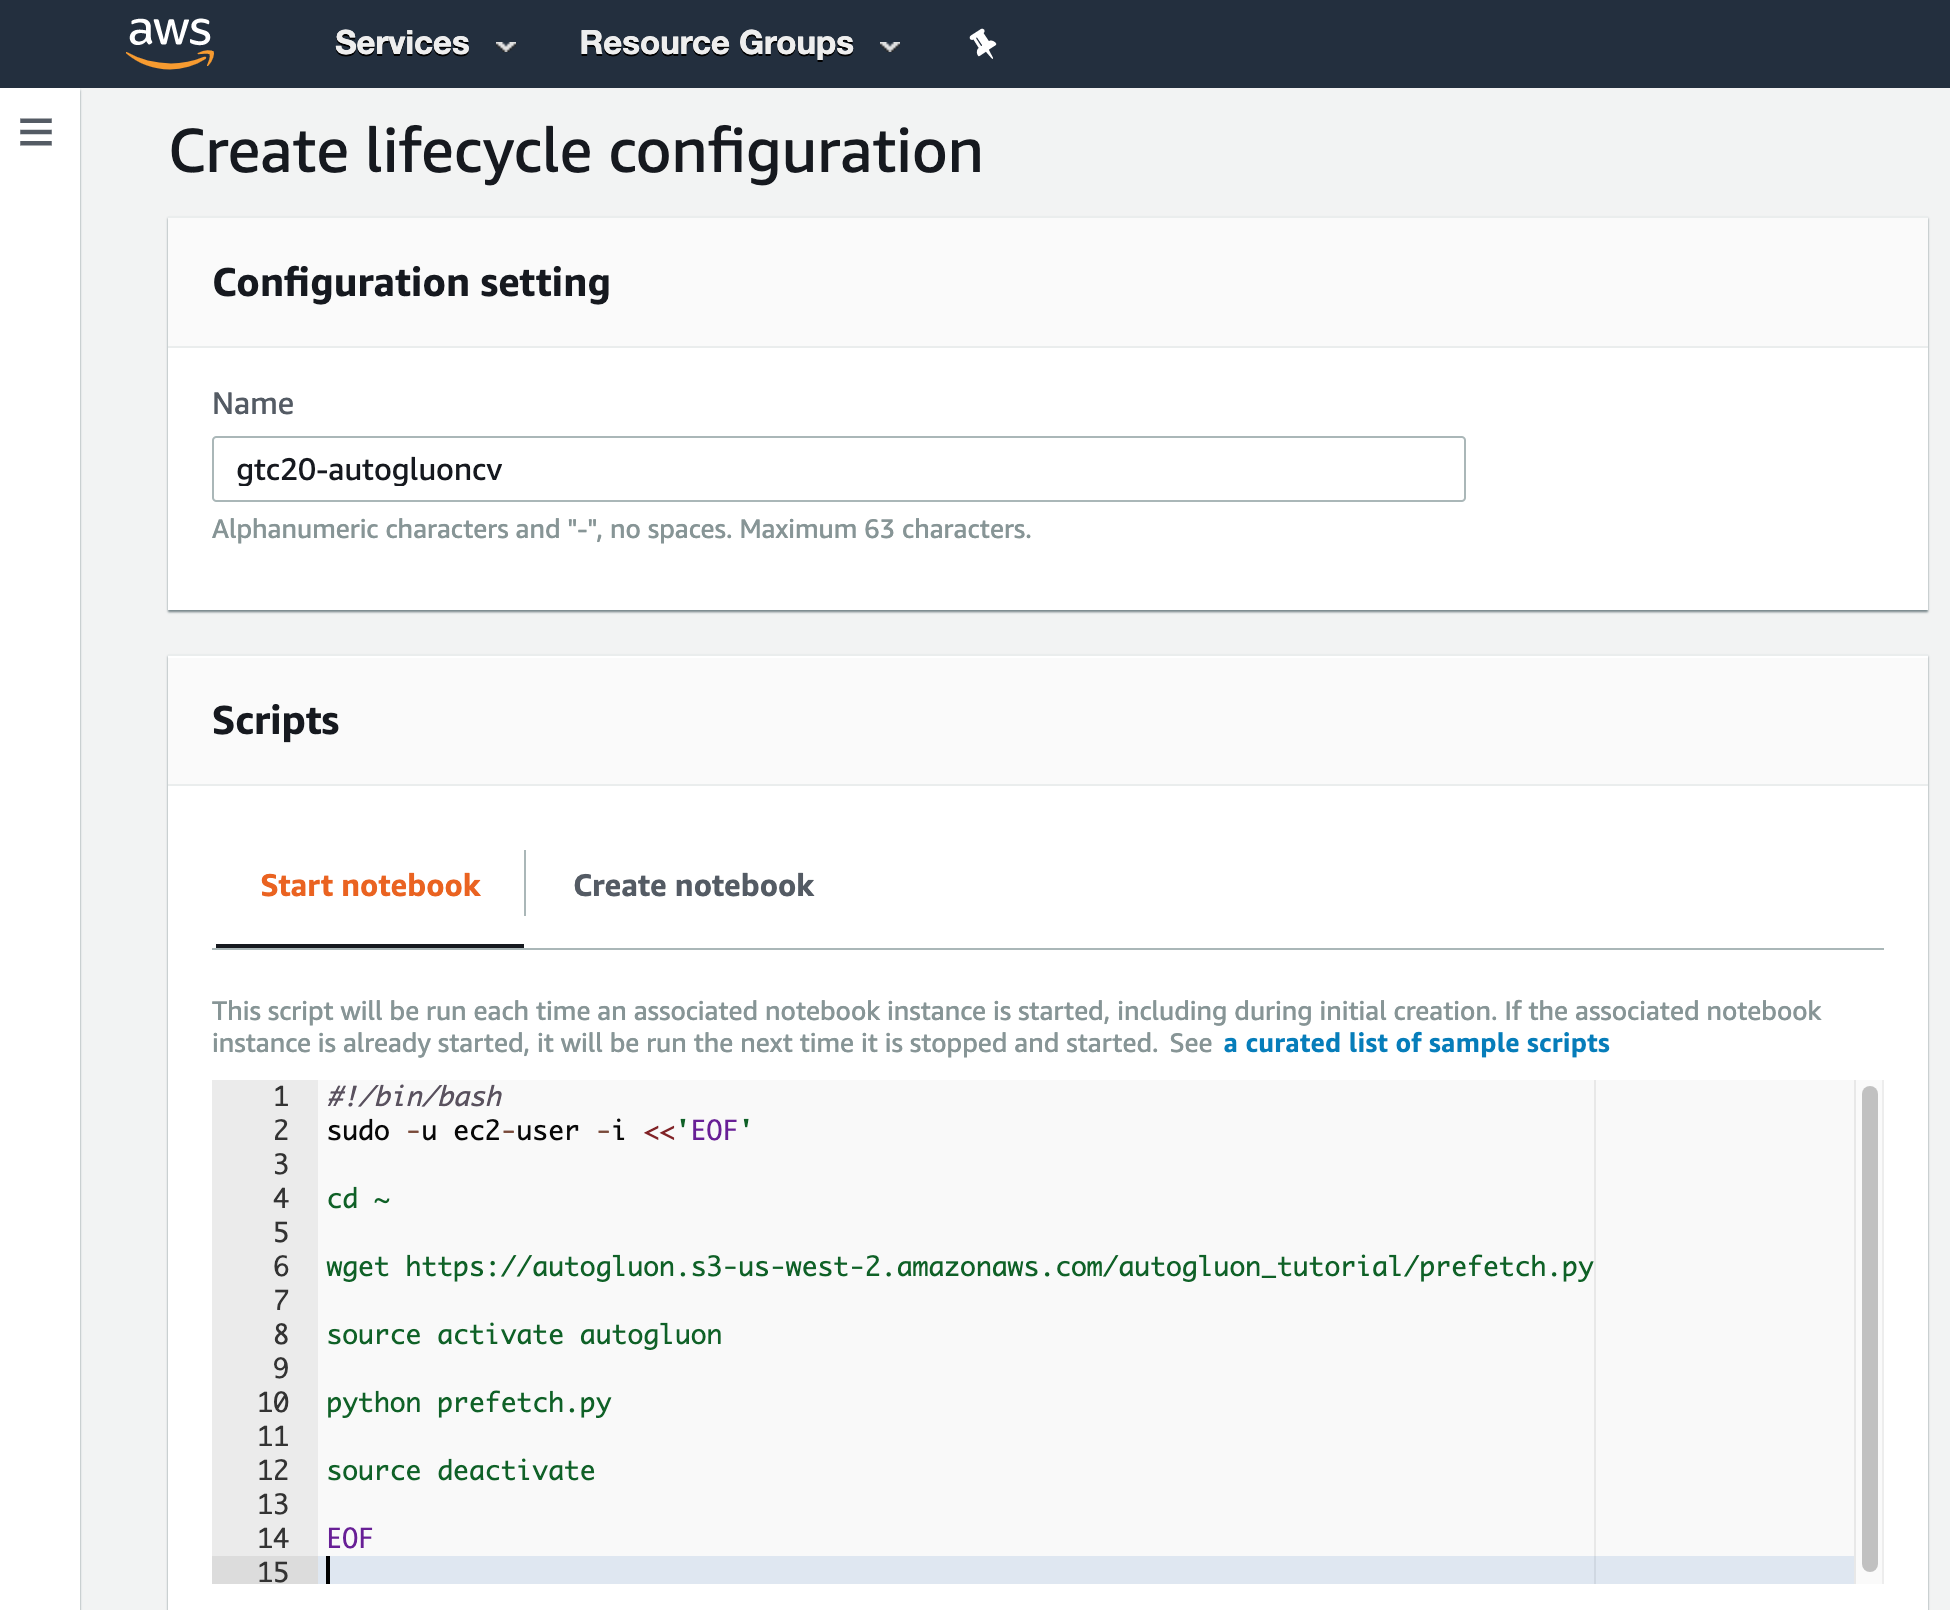 aws Services Resource Groups
Create lifecycle configuration
Configuration setting
Name
gtc20-autogluoncv
Alphanumeric characters and "-", no spaces. Maximum 63 characters.
Scripts
Start notebook Create notebook
This script will be run each time an associated notebook instance is started, including during initial creation. If the associated notebook
instance is already started, it will be run the next time it is stopped and started. See a curated list of sample scripts
1 #!/bin/bash
2 sudo -u ec2-user -i <<'EOF'
3
4 cd ~
5
6 wget https://autogluon.s3-us-west-2.amazonaws.com/autogluon_tutorial/prefetch.py
7
8 source activate autogluon
9
10 python prefetch.py
11
12 source deactivate
13
14 EOF
15